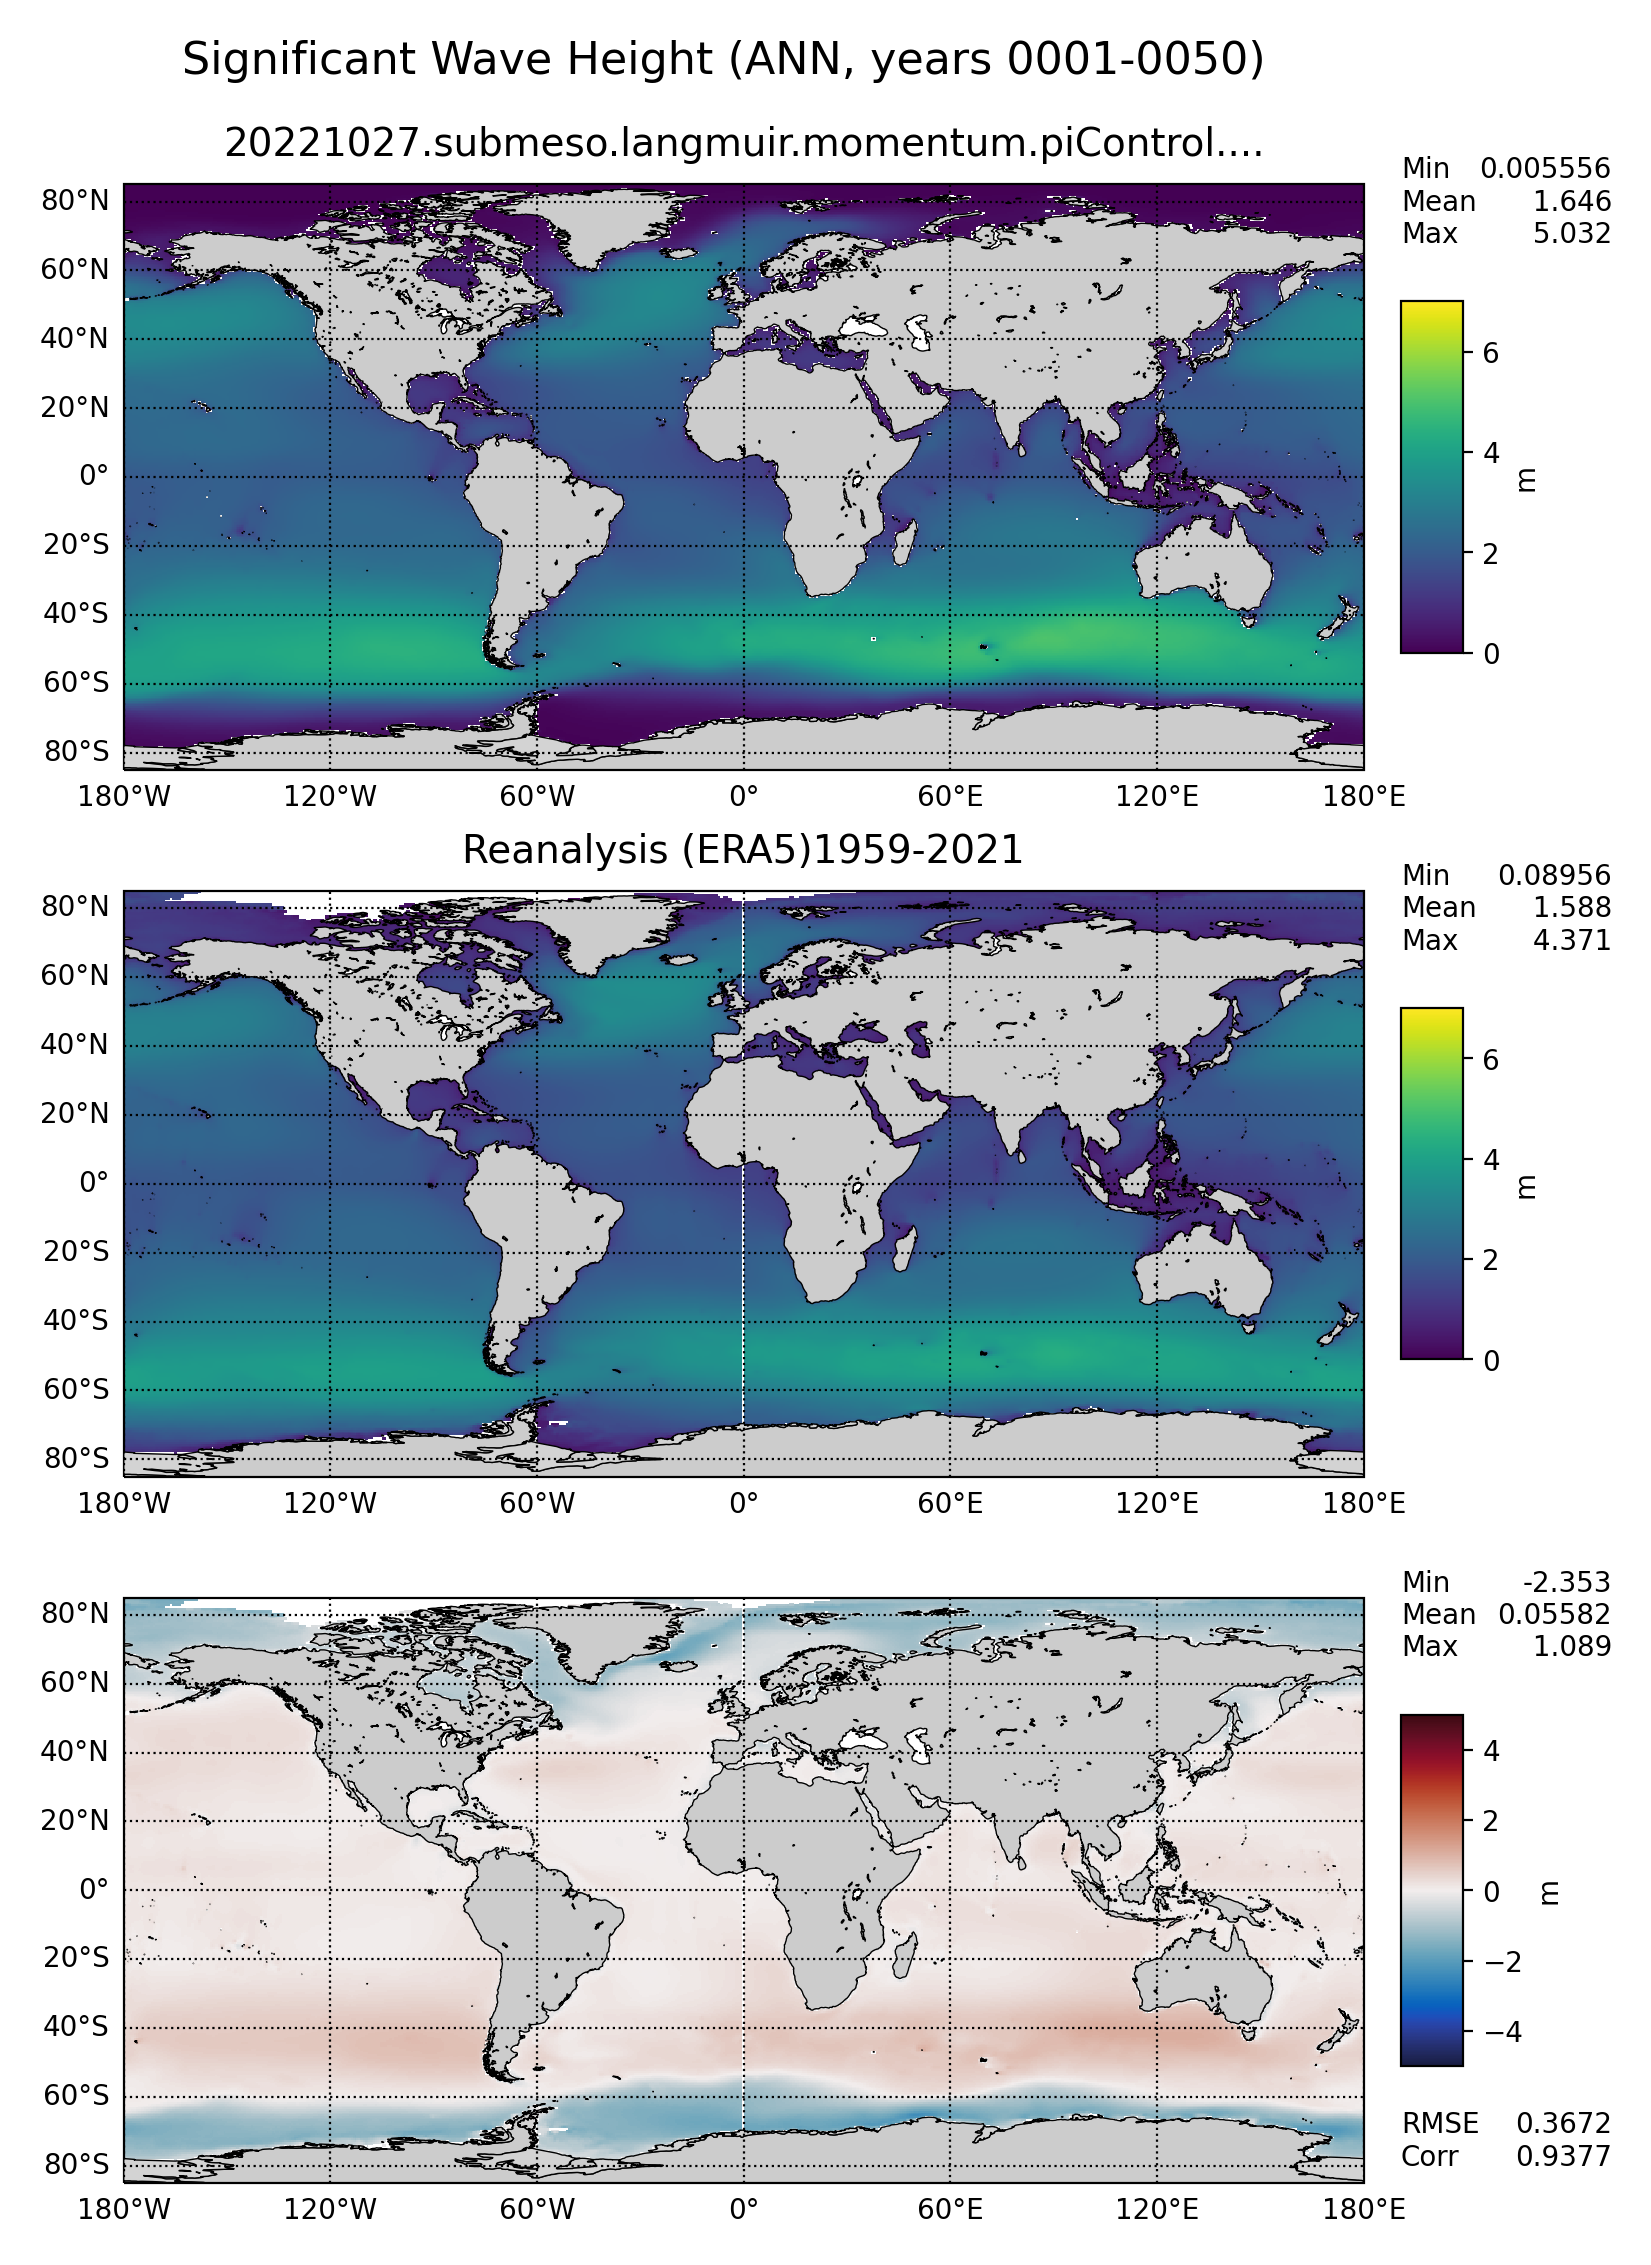 Significant Wave Height (ANN, years 0001-0050)
20221027.submeso.langmuir.momentum.piControl....
Min 0.005556
Mean 1.646
Max 5.032
80°N
60°N
40°N
20°N
0°
20°S
40°S
60°S
80°S
180°W 120°W 60°W 0° 60°E 120°E 180°E
6
4
2
0
m
Reanalysis (ERA5)1959-2021
Min 0.08956
Mean 1.588
Max 4.371
80°N
60°N
40°N
20°N
0°
20°S
40°S
60°S
80°S
180°W 120°W 60°W 0° 60°E 120°E 180°E
6
4
2
0
m
Min -2.353
Mean 0.05582
Max 1.089
80°N
60°N
40°N
20°N
0°
20°S
40°S
60°S
80°S
180°W 120°W 60°W 0° 60°E 120°E 180°E
4
2
0
−2
−4
m
RMSE 0.3672
Corr 0.9377